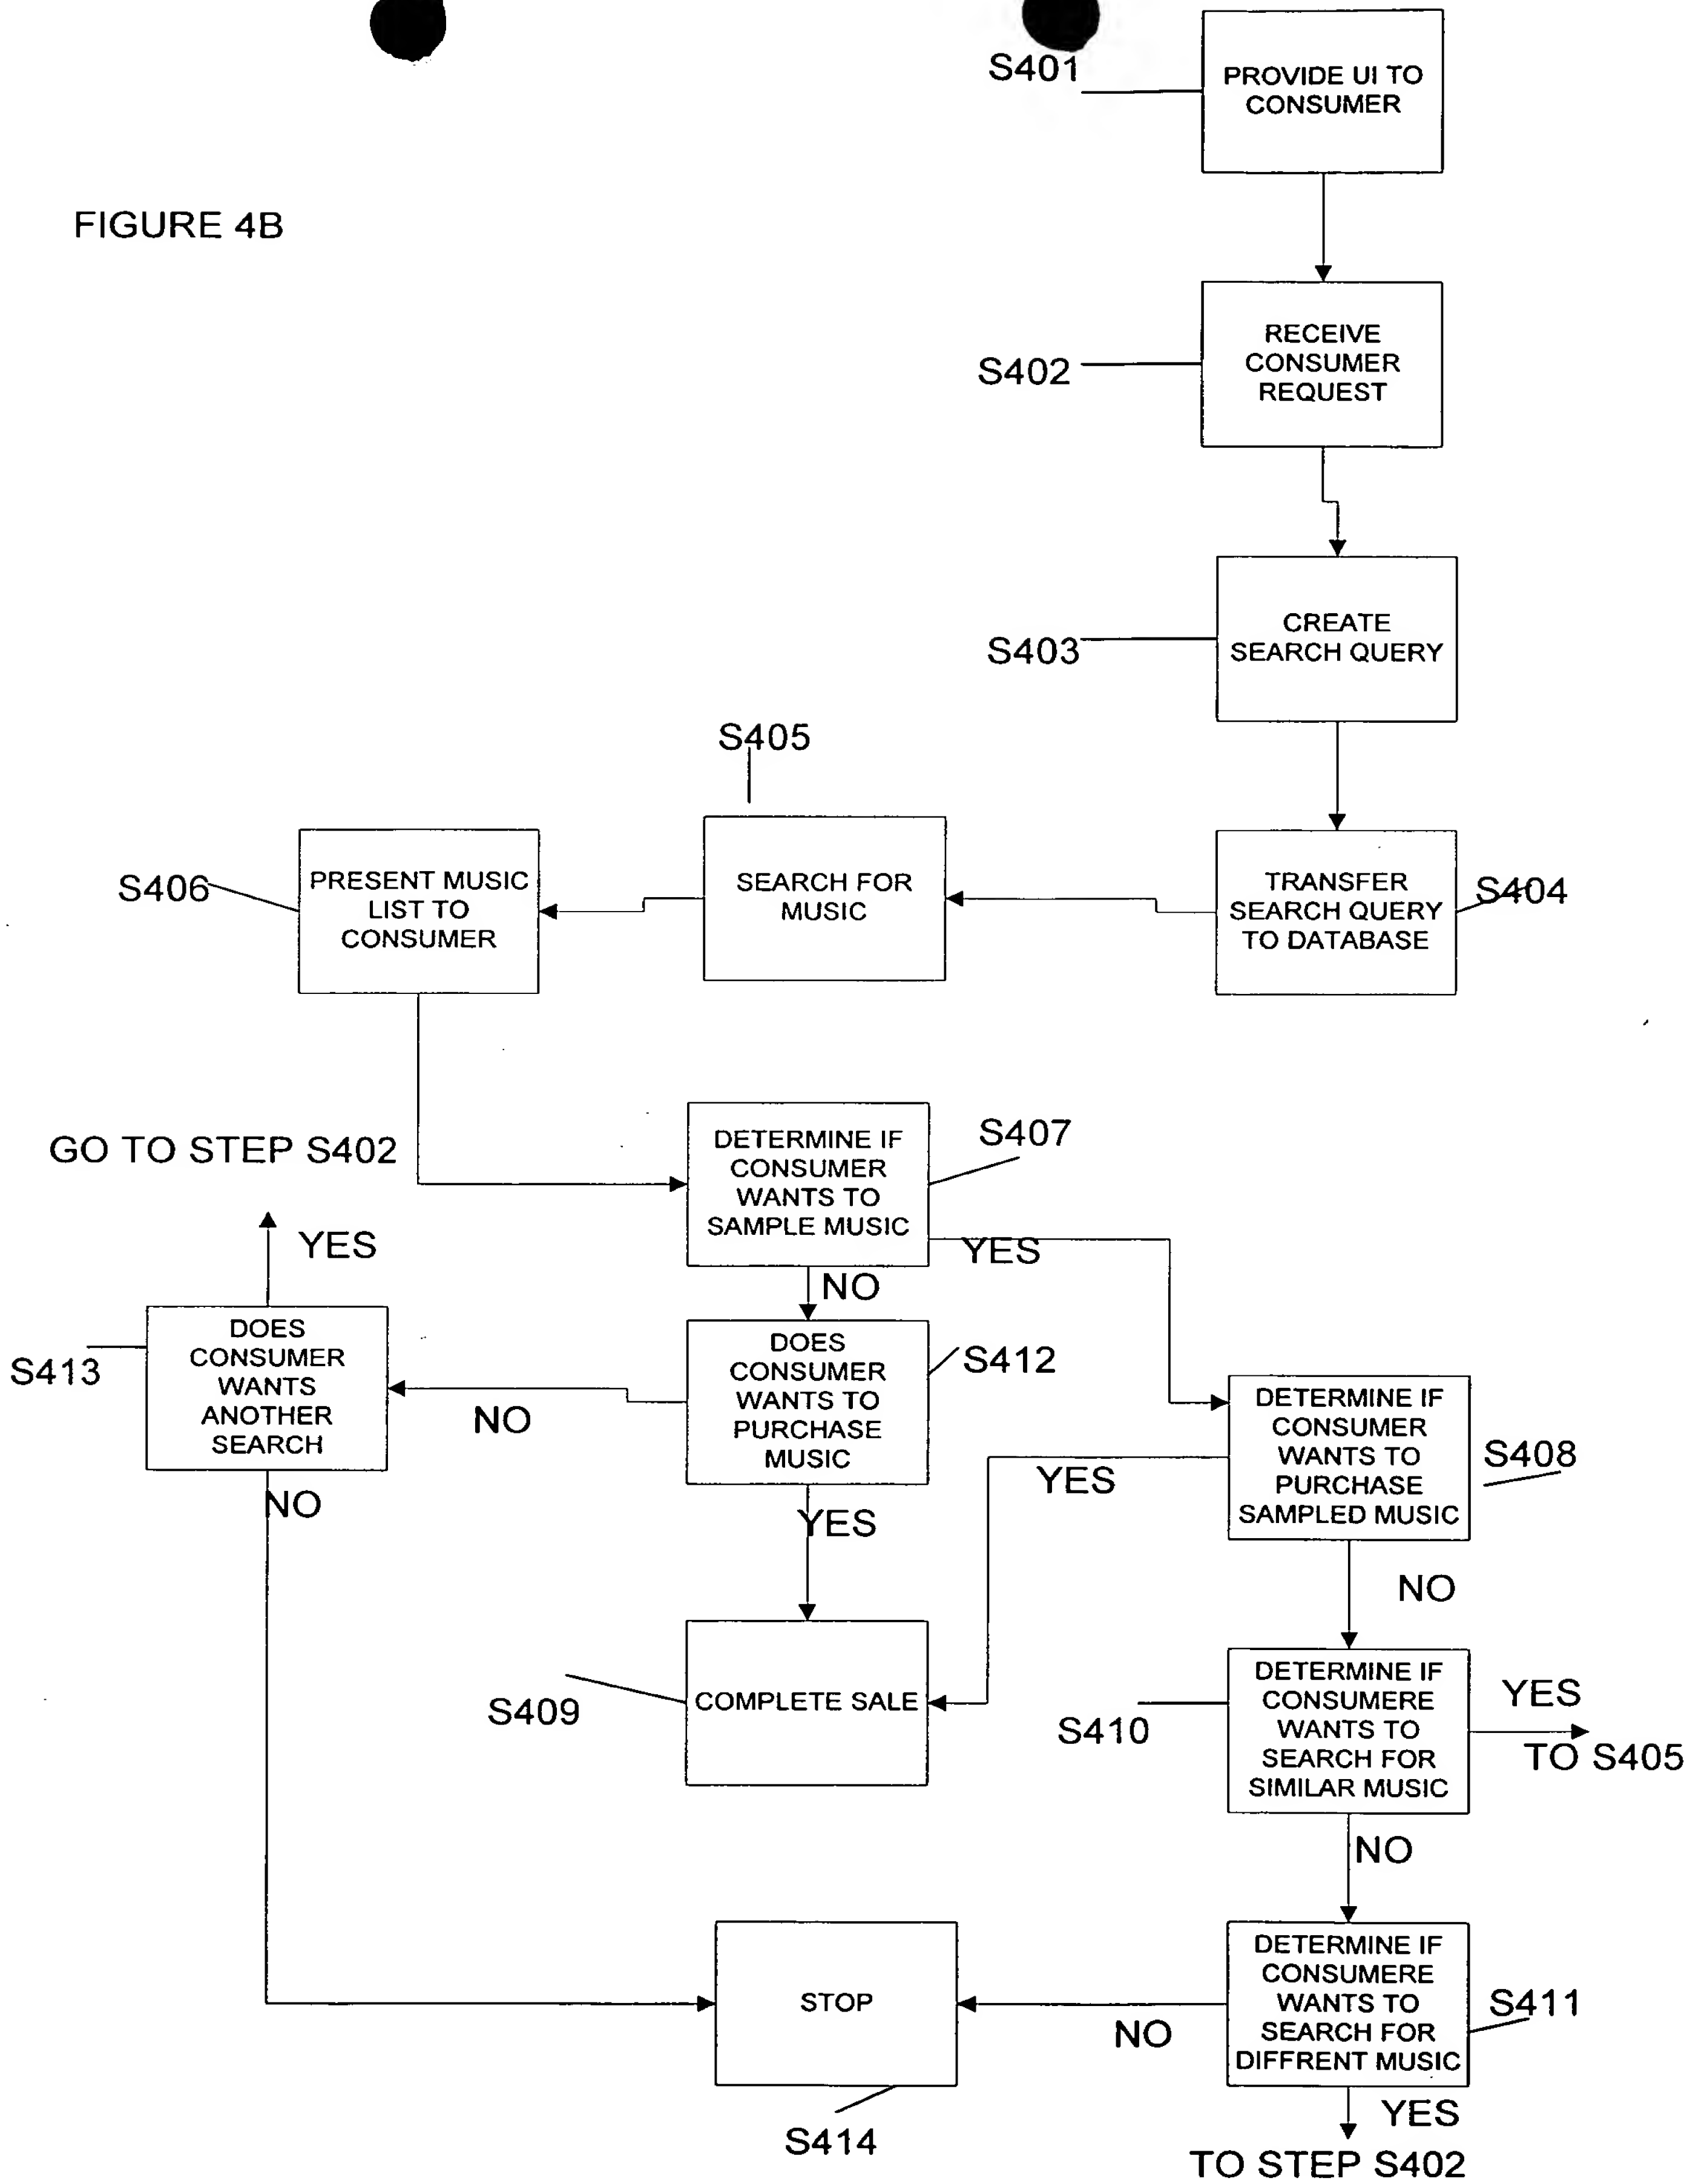 S401
PROVIDE UI TO
CONSUMER
FIGURE 4B
S402
RECEIVE
CONSUMER
REQUEST
S403
CREATE
SEARCH QUERY
S405
S406
PRESENT MUSIC
LIST TO
CONSUMER
SEARCH FOR
MUSIC
TRANSFER
SEARCH QUERY
TO DATABASE
S404
GO TO STEP S402
DETERMINE IF
CONSUMER
WANTS TO
SAMPLE MUSIC
S407
YES
YES
NO
S413
DOES
CONSUMER
WANTS
ANOTHER
SEARCH
NO
DOES
CONSUMER
WANTS TO
PURCHASE
MUSIC
S412
DETERMINE IF
CONSUMER
WANTS TO
PURCHASE
SAMPLED MUSIC
S408
YES
NO
YES
NO
S409
COMPLETE SALE
S410
DETERMINE IF
CONSUMERE
WANTS TO
SEARCH FOR
SIMILAR MUSIC
YES
TO S405
NO
STOP
NO
DETERMINE IF
CONSUMERE
WANTS TO
SEARCH FOR
DIFFRENT MUSIC
S411
S414
YES
TO STEP S402